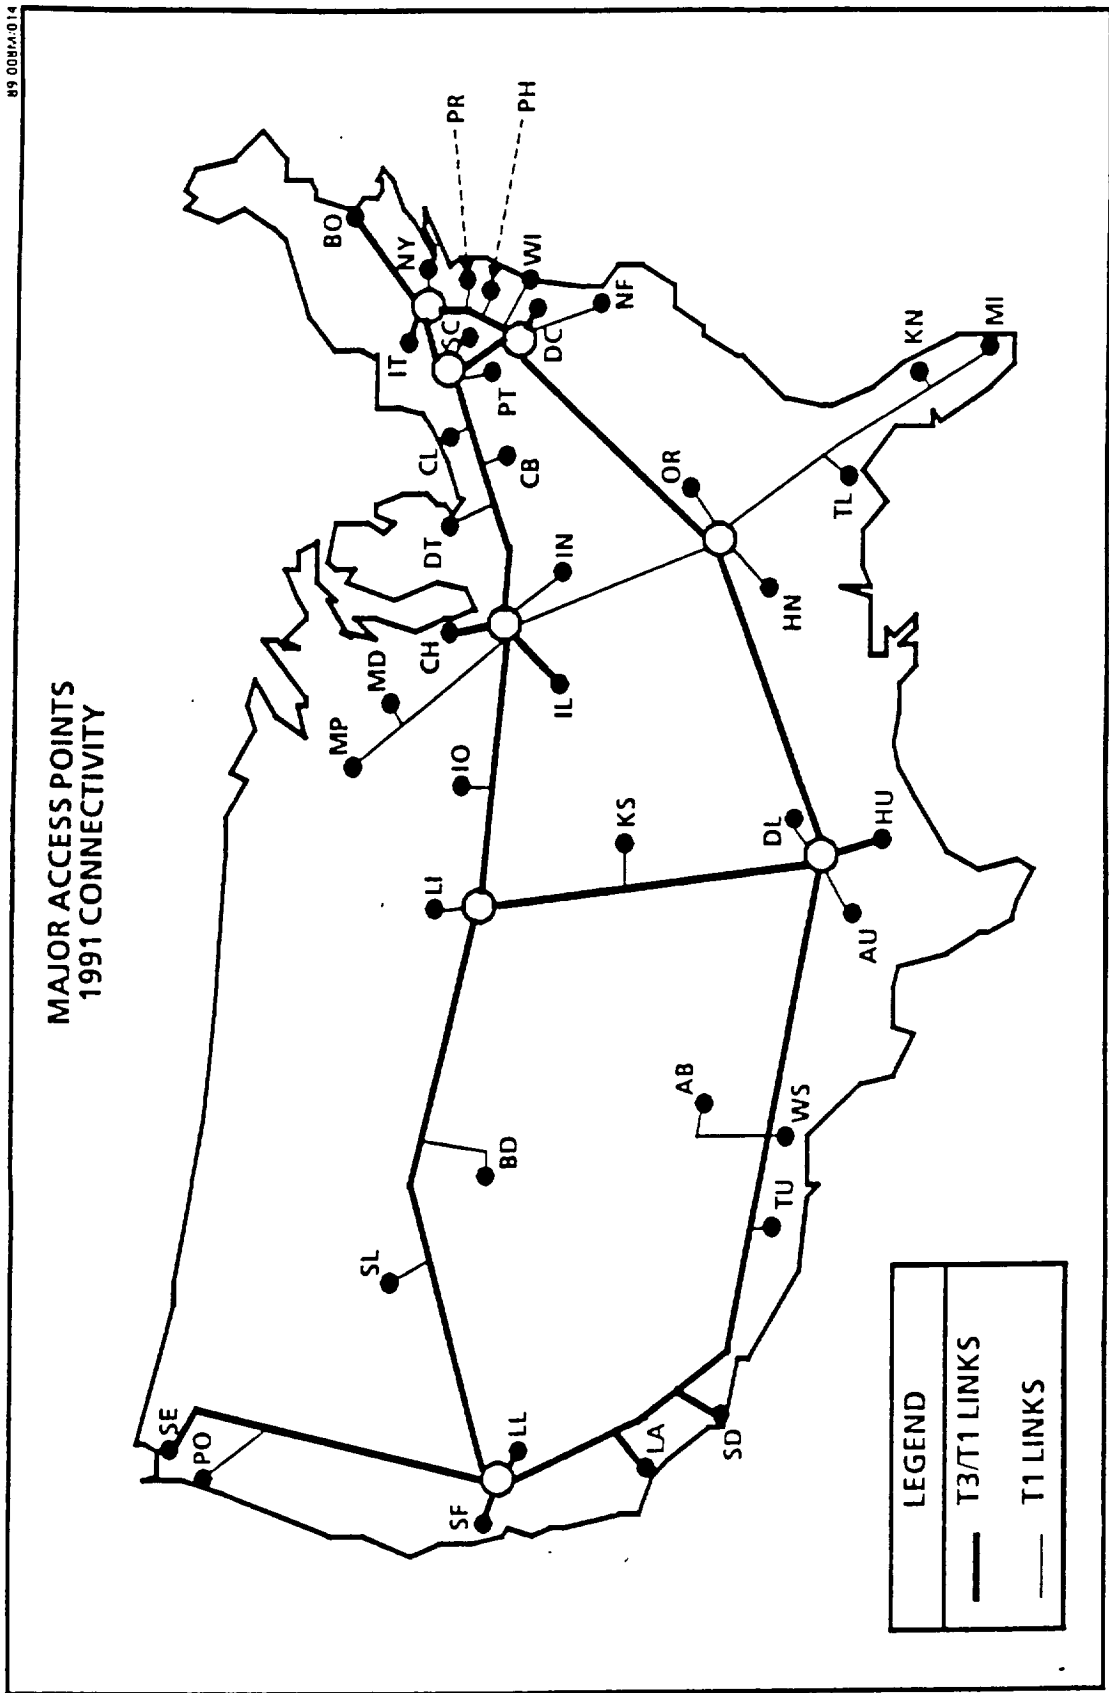 MAJOR ACCESS POINTS
1991 CONNECTIVITY
SE
PO
SF
LL
LA
SD
SL
BD
TU
WS
AB
LI
KS
IO
MP
MD
CH
IL
IN
DT
CL
CB
PT
SC
IT
NY
BO
PR
PH
WI
DC
NF
OR
HN
TL
KN
MI
DL
HU
AU
LEGEND
T3/T1 LINKS
T1 LINKS